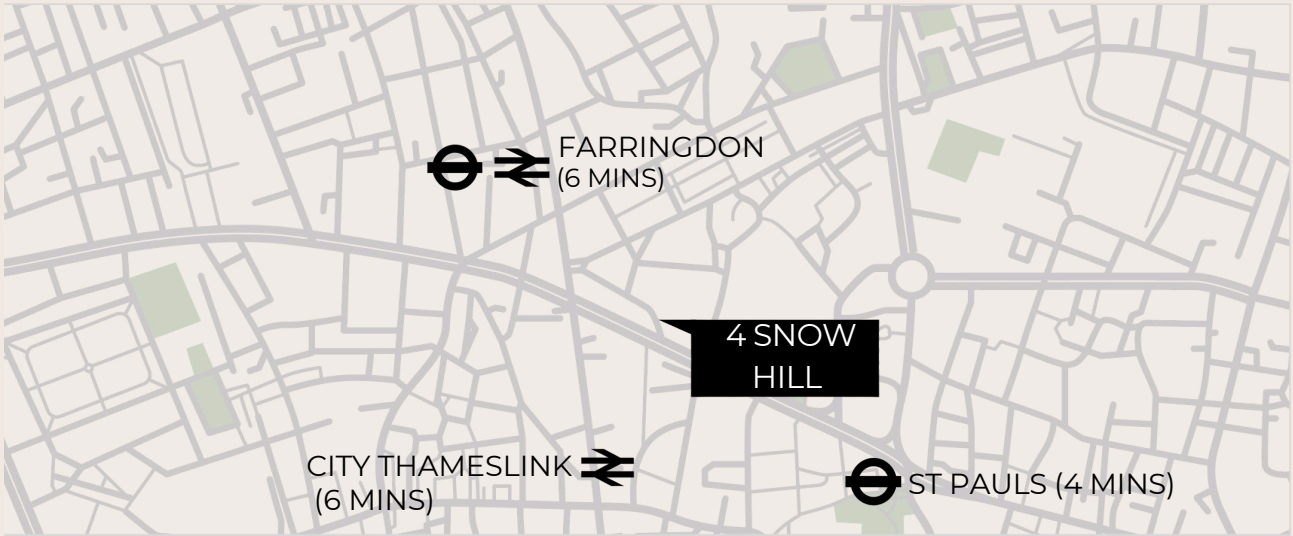 FARRINGDON
(6 MINS)
4 SNOW
HILL
CITY THAMESLINK
(6 MINS)
ST PAULS (4 MINS)